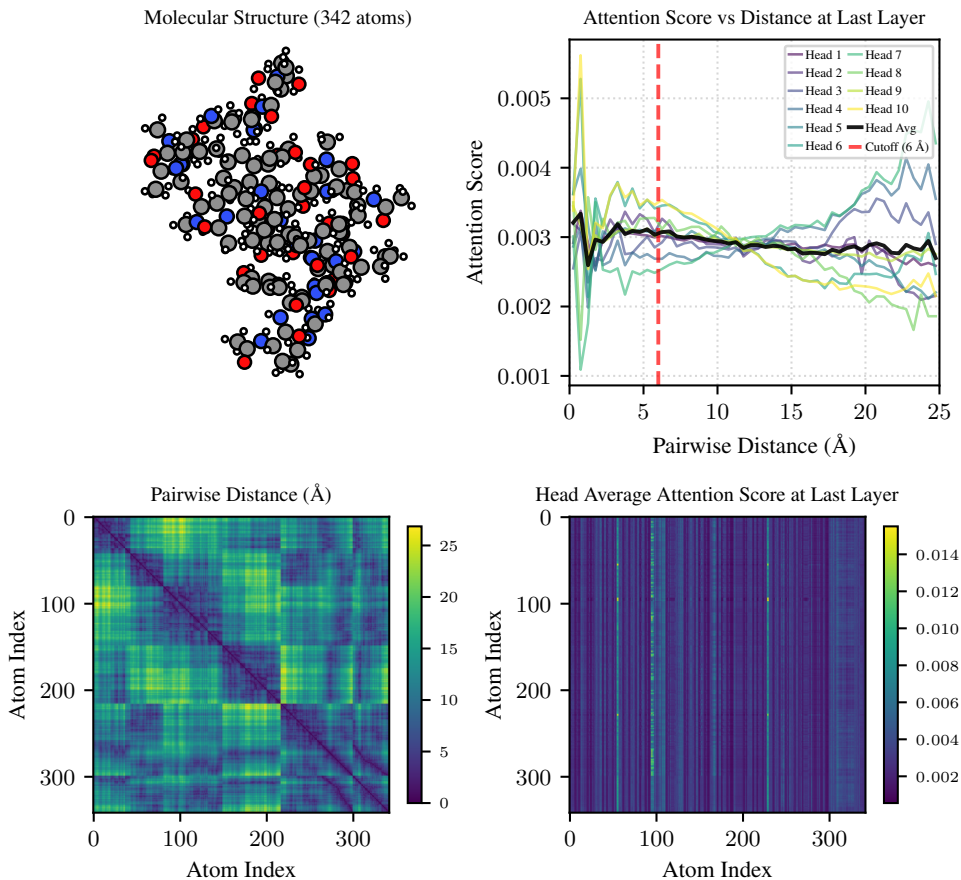 Molecular Structure (342 atoms)
Attention Score vs Distance at Last Layer
Head 1
Head 2
Head 3
Head 4
Head 5
Head 6
Head 7
Head 8
Head 9
Head 10
Head Avg
Cutoff (6 Å)
Attention Score
0.005
0.004
0.003
0.002
0.001
0 5 10 15 20 25
Pairwise Distance (Å)
Pairwise Distance (Å)
Atom Index
0
100
200
300
0 100 200 300
Atom Index
25
20
15
10
5
0
Head Average Attention Score at Last Layer
Atom Index
0
100
200
300
0 100 200 300
Atom Index
0.014
0.012
0.010
0.008
0.006
0.004
0.002